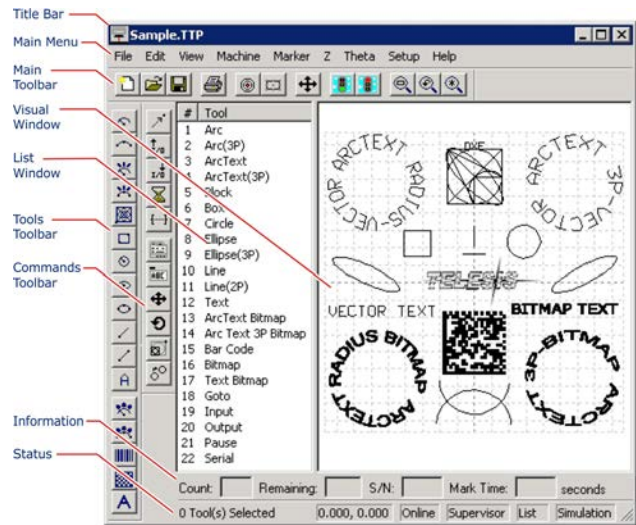 Title Bar
Main Menu
Main
Toolbar
Visual
Window
List
Window
Tools
Toolbar
Commands
Toolbar
Information
Status
Sample.TTP
File Edit View Machine Marker Z Theta Setup Help
# Tool
1 Arc
2 Arc(3P)
3 ArcText
4 ArcText(3P)
5 Block
6 Box
7 Circle
8 Ellipse
9 Ellipse(3P)
10 Line
11 Line(2P)
12 Text
13 ArcText Bitmap
14 Arc Text 3P Bitmap
15 Bar Code
16 Bitmap
17 Text Bitmap
18 Goto
19 Input
20 Output
21 Pause
22 Serial
VECTOR ARCTEXT RADIUS-
DXF
3P-VECTOR ARCTEXT
TELESIS
VECTOR TEXT
BITMAP TEXT
RADIUS BITMAP ARCTEXT
3P-BITMAP ARCTEXT
Count: Remaining: S/N: Mark Time: seconds
0 Tool(s) Selected 0.000, 0.000 Online Supervisor List Simulation